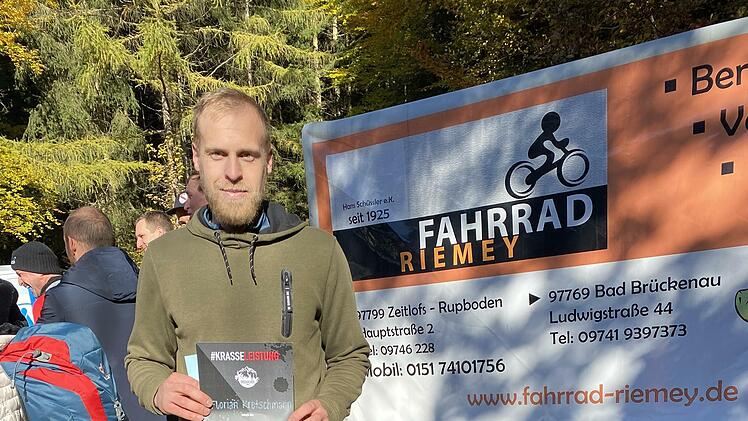 Ber
Hans Schüssler e.K.
seit 1925
FAHRRAD
RIEMEY
97799 Zeitlofs - Rupboden
Hauptstraße 2
Tel: 09746 228
Mobil: 0151 74101756
97769 Bad Brückenau
Ludwigstraße 44
Tel: 09741 9397373
www.fahrrad-riemey.de
#KRASSELEISTUNG
Florian Kretschmann